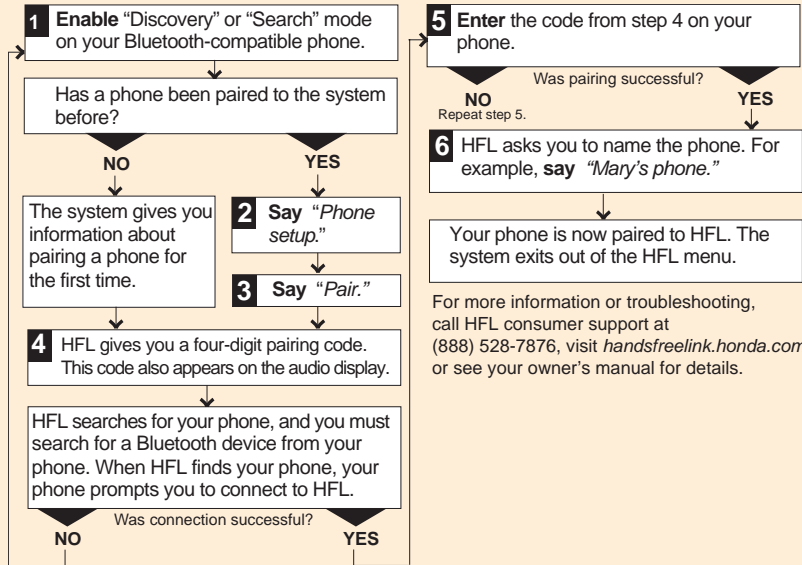 1 Enable “Discovery” or “Search” mode
on your Bluetooth-compatible phone.
Has a phone been paired to the system
before?
NO
YES
The system gives you
information about
pairing a phone for
the first time.
2 Say “Phone
setup.”
3 Say “Pair.”
4 HFL gives you a four-digit pairing code.
This code also appears on the audio display.
HFL searches for your phone, and you must
search for a Bluetooth device from your
phone. When HFL finds your phone, your
phone prompts you to connect to HFL.
Was connection successful?
NO
YES
5 Enter the code from step 4 on your
phone.
Was pairing successful?
NO
Repeat step 5.
YES
6 HFL asks you to name the phone. For
example, say “Mary’s phone.”
Your phone is now paired to HFL. The
system exits out of the HFL menu.
For more information or troubleshooting,
call HFL consumer support at
(888) 528-7876, visit handsfreelink.honda.com
or see your owner’s manual for details.